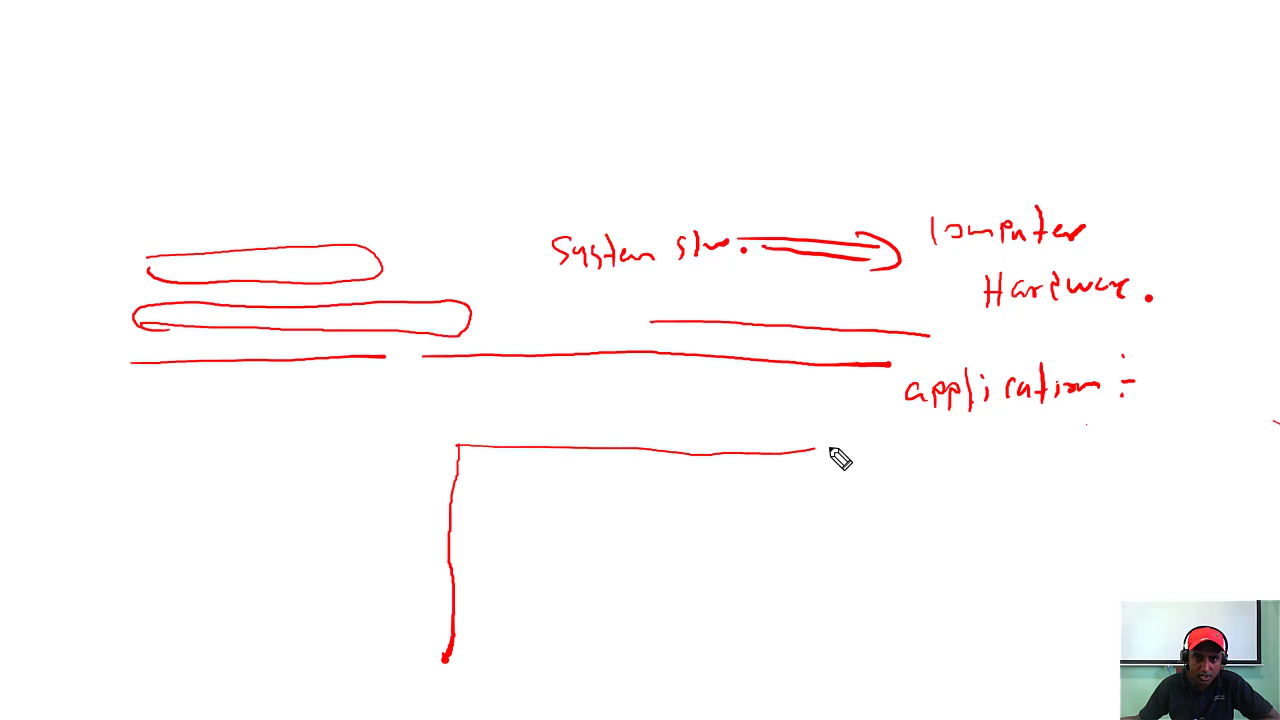 System s/w.
Computer
Hardware.
application :-